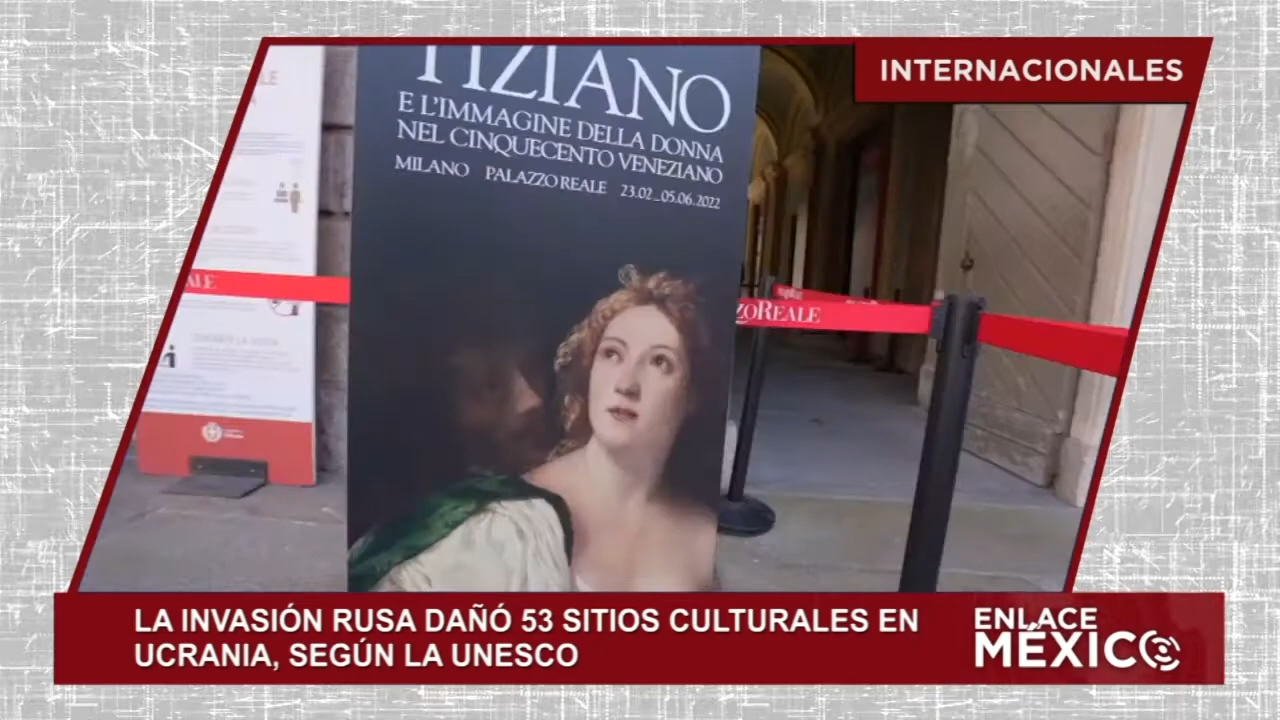 INTERNACIONALES
TIZIANO
E L'IMMAGINE DELLA DONNA
NEL CINQUECENTO VENEZIANO
MILANO PALAZZO REALE 23.02_05.06.2022
ZOREALE
LA INVASIÓN RUSA DAÑÓ 53 SITIOS CULTURALES EN
UCRANIA, SEGÚN LA UNESCO
ENLACE
MÉXICO